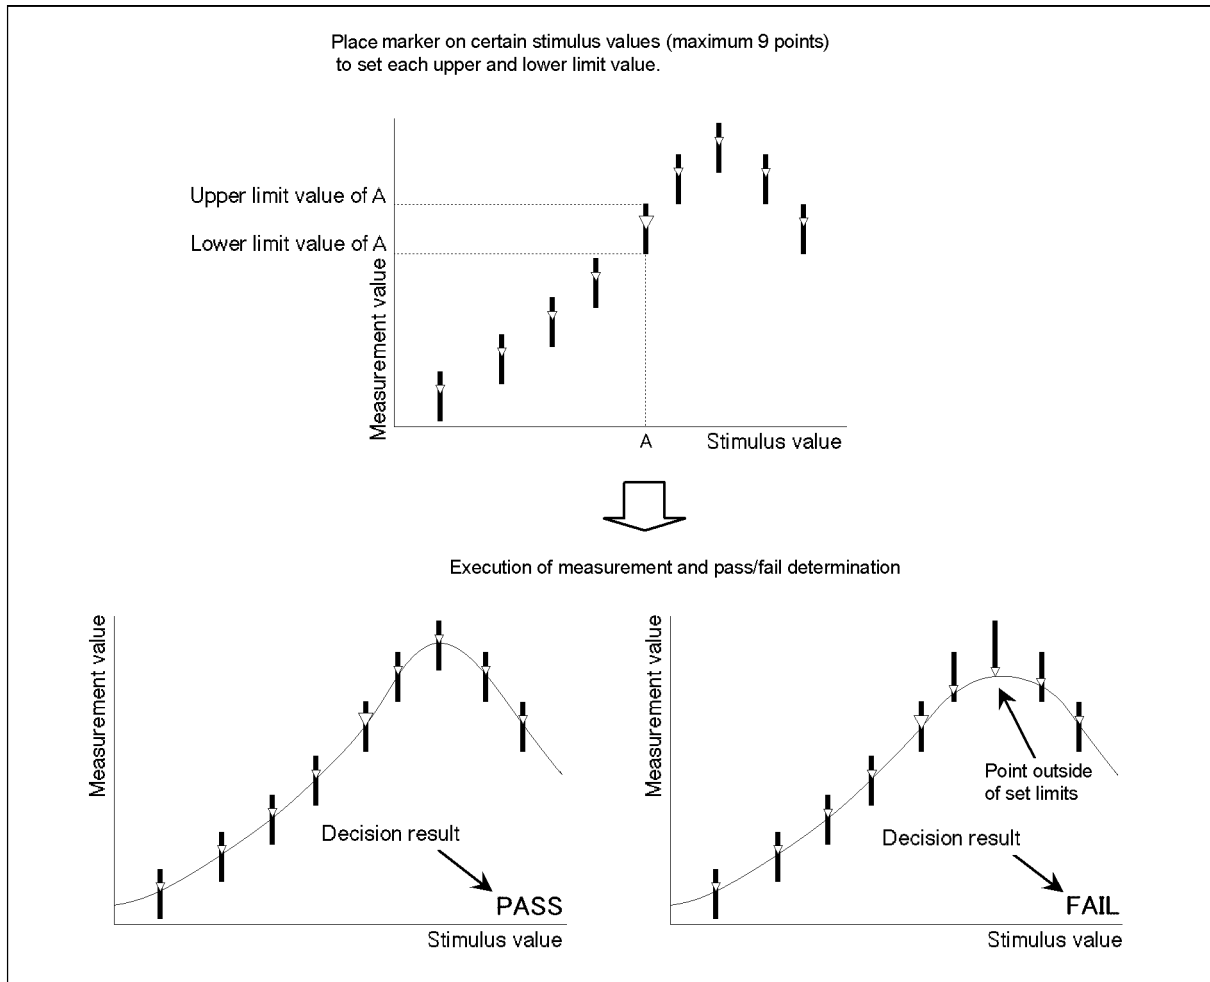 Place marker on certain stimulus values (maximum 9 points)
to set each upper and lower limit value.
Upper limit value of A
Lower limit value of A
Measurement value
A
Stimulus value
Execution of measurement and pass/fail determination
Measurement value
Decision result
PASS
Stimulus value
Measurement value
Point outside
of set limits
Decision result
FAIL
Stimulus value